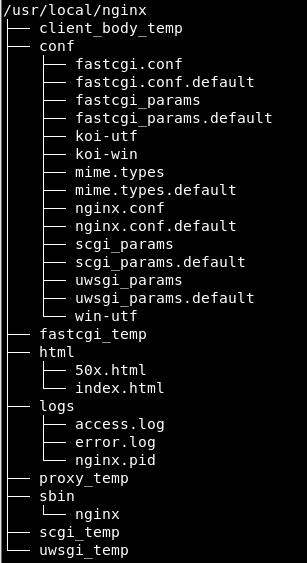 /usr/local/nginx
├── client_body_temp
├── conf
│   ├── fastcgi.conf
│   ├── fastcgi.conf.default
│   ├── fastcgi_params
│   ├── fastcgi_params.default
│   ├── koi-utf
│   ├── koi-win
│   ├── mime.types
│   ├── mime.types.default
│   ├── nginx.conf
│   ├── nginx.conf.default
│   ├── scgi_params
│   ├── scgi_params.default
│   ├── uwsgi_params
│   ├── uwsgi_params.default
│   └── win-utf
├── fastcgi_temp
├── html
│   ├── 50x.html
│   └── index.html
├── logs
│   ├── access.log
│   ├── error.log
│   └── nginx.pid
├── proxy_temp
├── sbin
│   └── nginx
├── scgi_temp
└── uwsgi_temp